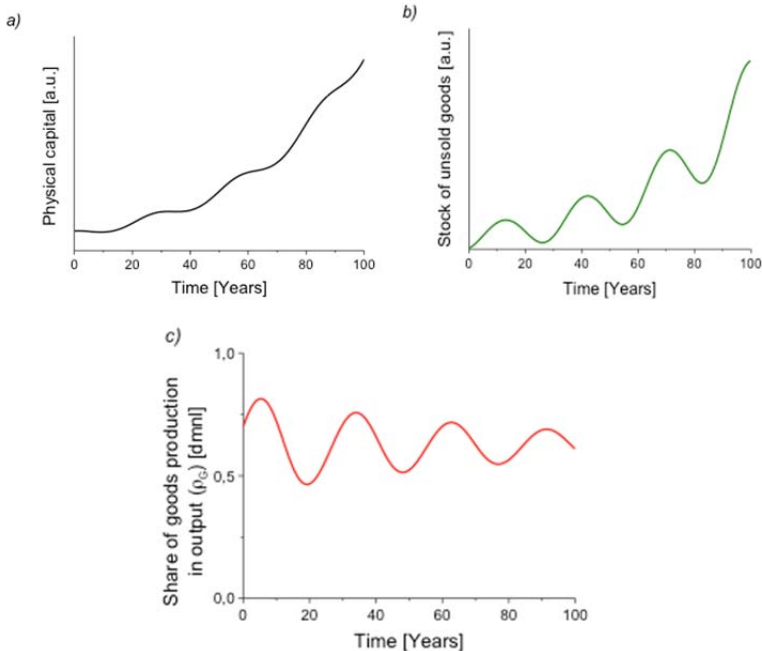 a)
Physical capital [a.u.]
0 20 40 60 80 100
Time [Years]
b)
Stock of unsold goods [a.u.]
0 20 40 60 80 100
Time [Years]
c)
Share of goods production
in output (ρG) [dmnl]
1,0
0,5
0,0
0 20 40 60 80 100
Time [Years]